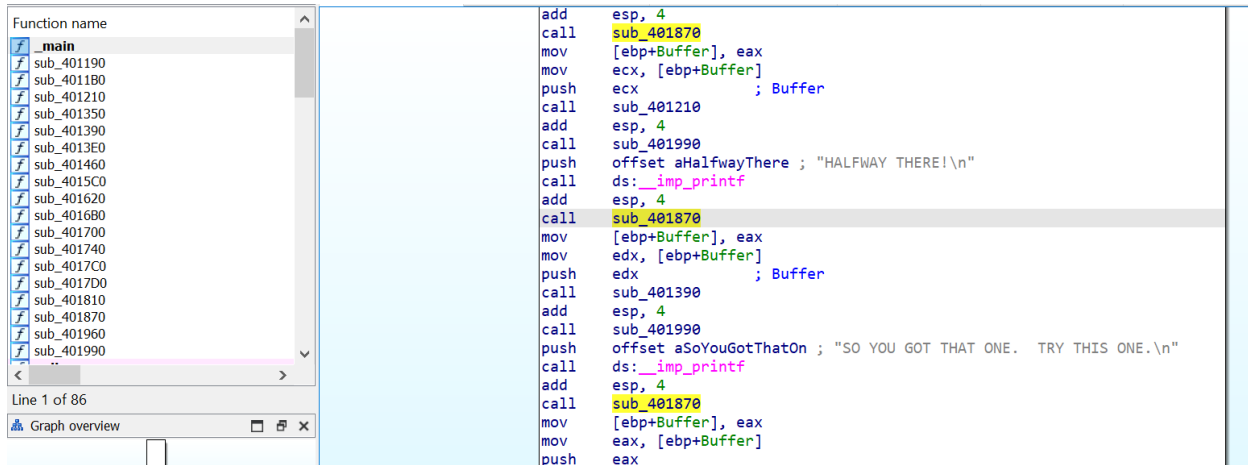 Function name
f _main
f sub_401190
f sub_4011B0
f sub_401210
f sub_401350
f sub_401390
f sub_4013E0
f sub_401460
f sub_4015C0
f sub_401620
f sub_4016B0
f sub_401700
f sub_401740
f sub_4017C0
f sub_4017D0
f sub_401810
f sub_401870
f sub_401960
f sub_401990
Line 1 of 86
Graph overview
add esp, 4
call sub_401870
mov [ebp+Buffer], eax
mov ecx, [ebp+Buffer]
push ecx ; Buffer
call sub_401210
add esp, 4
call sub_401990
push offset aHalfwayThere ; "HALFWAY THERE!\n"
call ds:__imp_printf
add esp, 4
call sub_401870
mov [ebp+Buffer], eax
mov edx, [ebp+Buffer]
push edx ; Buffer
call sub_401390
add esp, 4
call sub_401990
push offset aSoYouGotThatOn ; "SO YOU GOT THAT ONE.  TRY THIS ONE.\n"
call ds:__imp_printf
add esp, 4
call sub_401870
mov [ebp+Buffer], eax
mov eax, [ebp+Buffer]
push eax